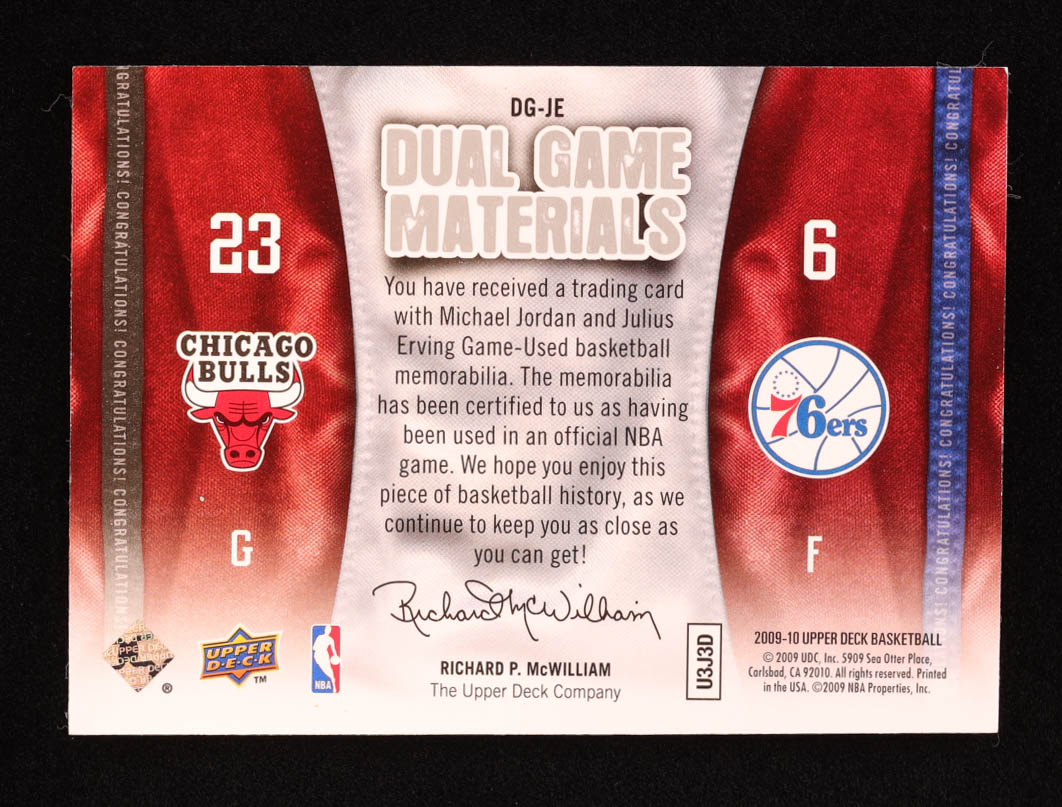 DG-JE
DUAL GAME
MATERIALS
23
CHICAGO
BULLS
G
6
76ers
F
You have received a trading card
with Michael Jordan and Julius
Erving Game-Used basketball
memorabilia. The memorabilia
has been certified to us as having
been used in an official NBA
game. We hope you enjoy this
piece of basketball history, as we
continue to keep you as close as
you can get!
Richard McWilliam
RICHARD P. McWILLIAM
The Upper Deck Company
CONGRATULATIONS! CONGRATULATIONS! CONGRATULATIONS!
CONGRATULATIONS! CONGRATULATIONS! CONGRATULATIONS!
®
UPPER
DECK
TM
NBA
U3J3D
2009-10 UPPER DECK BASKETBALL
© 2009 UDC, Inc. 5909 Sea Otter Place,
Carlsbad, CA 92010. All rights reserved. Printed
in the USA. ©2009 NBA Properties, Inc.